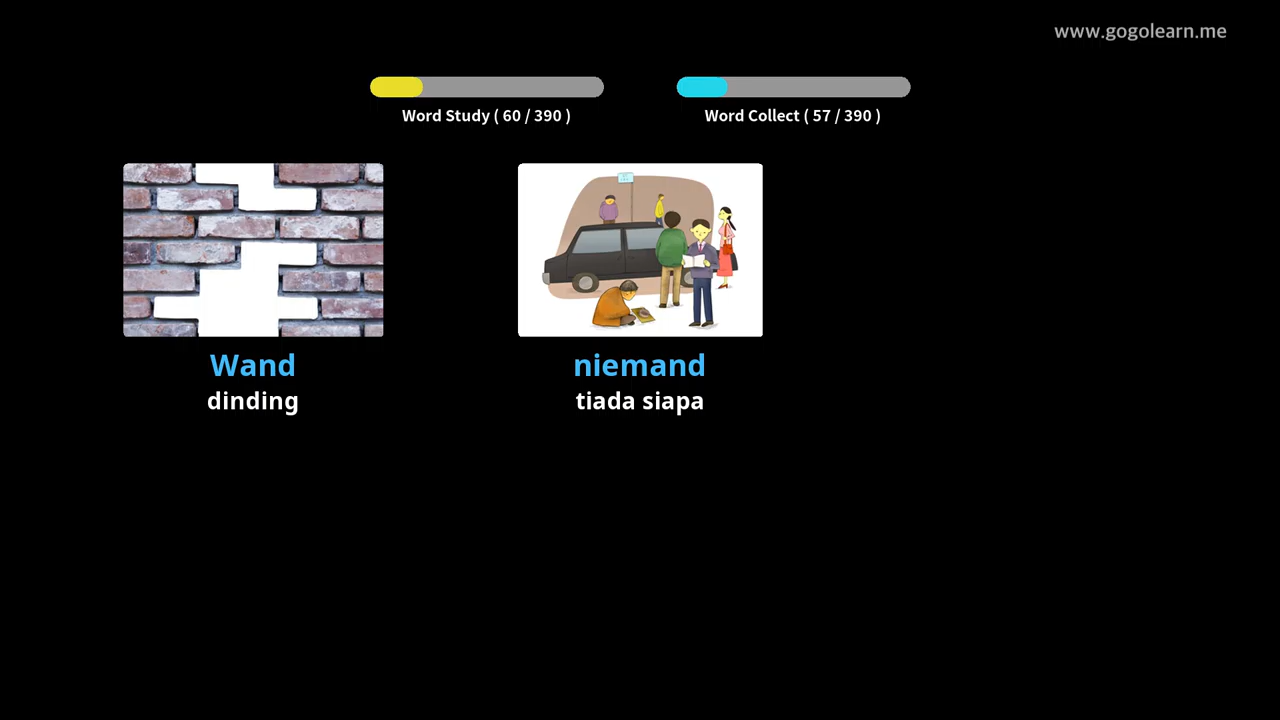 www.gogolearn.me
Word Study ( 60 / 390 )
Word Collect ( 57 / 390 )
Wand
dinding
niemand
tiada siapa